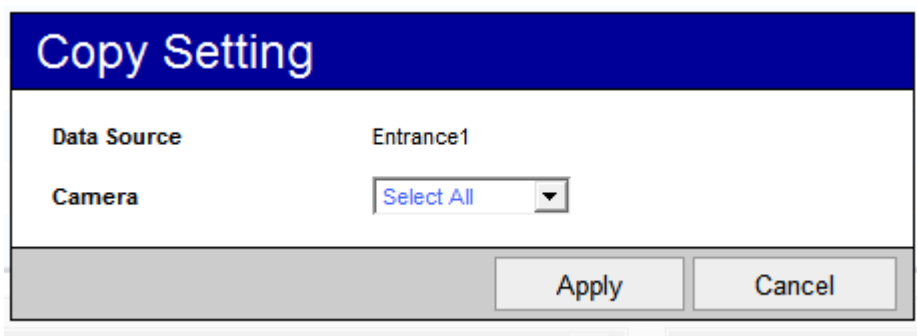 Copy Setting
Data Source Entrance1
Camera Select All
Apply Cancel